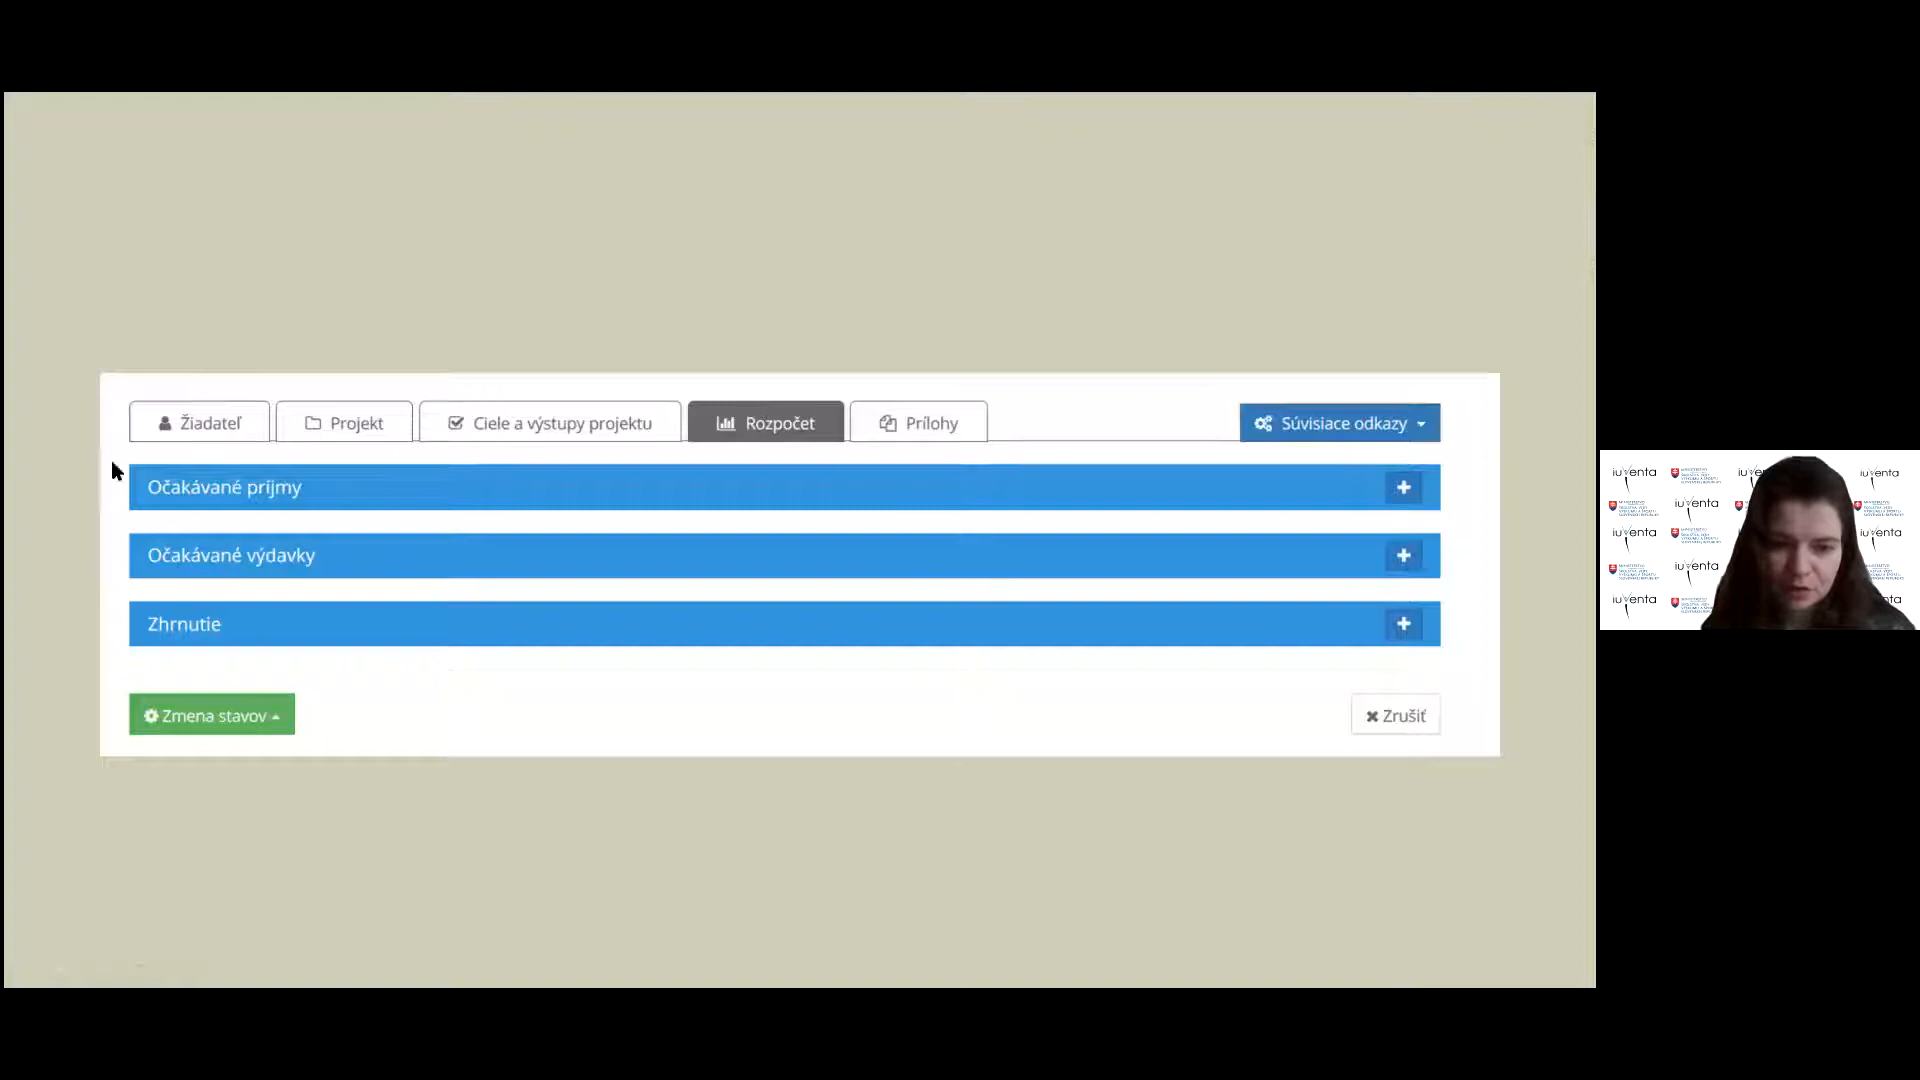 Žiadateľ
Projekt
Ciele a výstupy projektu
Rozpočet
Prílohy
Súvisiace odkazy
Očakávané príjmy
Očakávané výdavky
Zhrnutie
Zmena stavov
Zrušiť
iuventa
iuventa
iuventa
iuventa
iuventa
iuventa
iuventa
iuventa